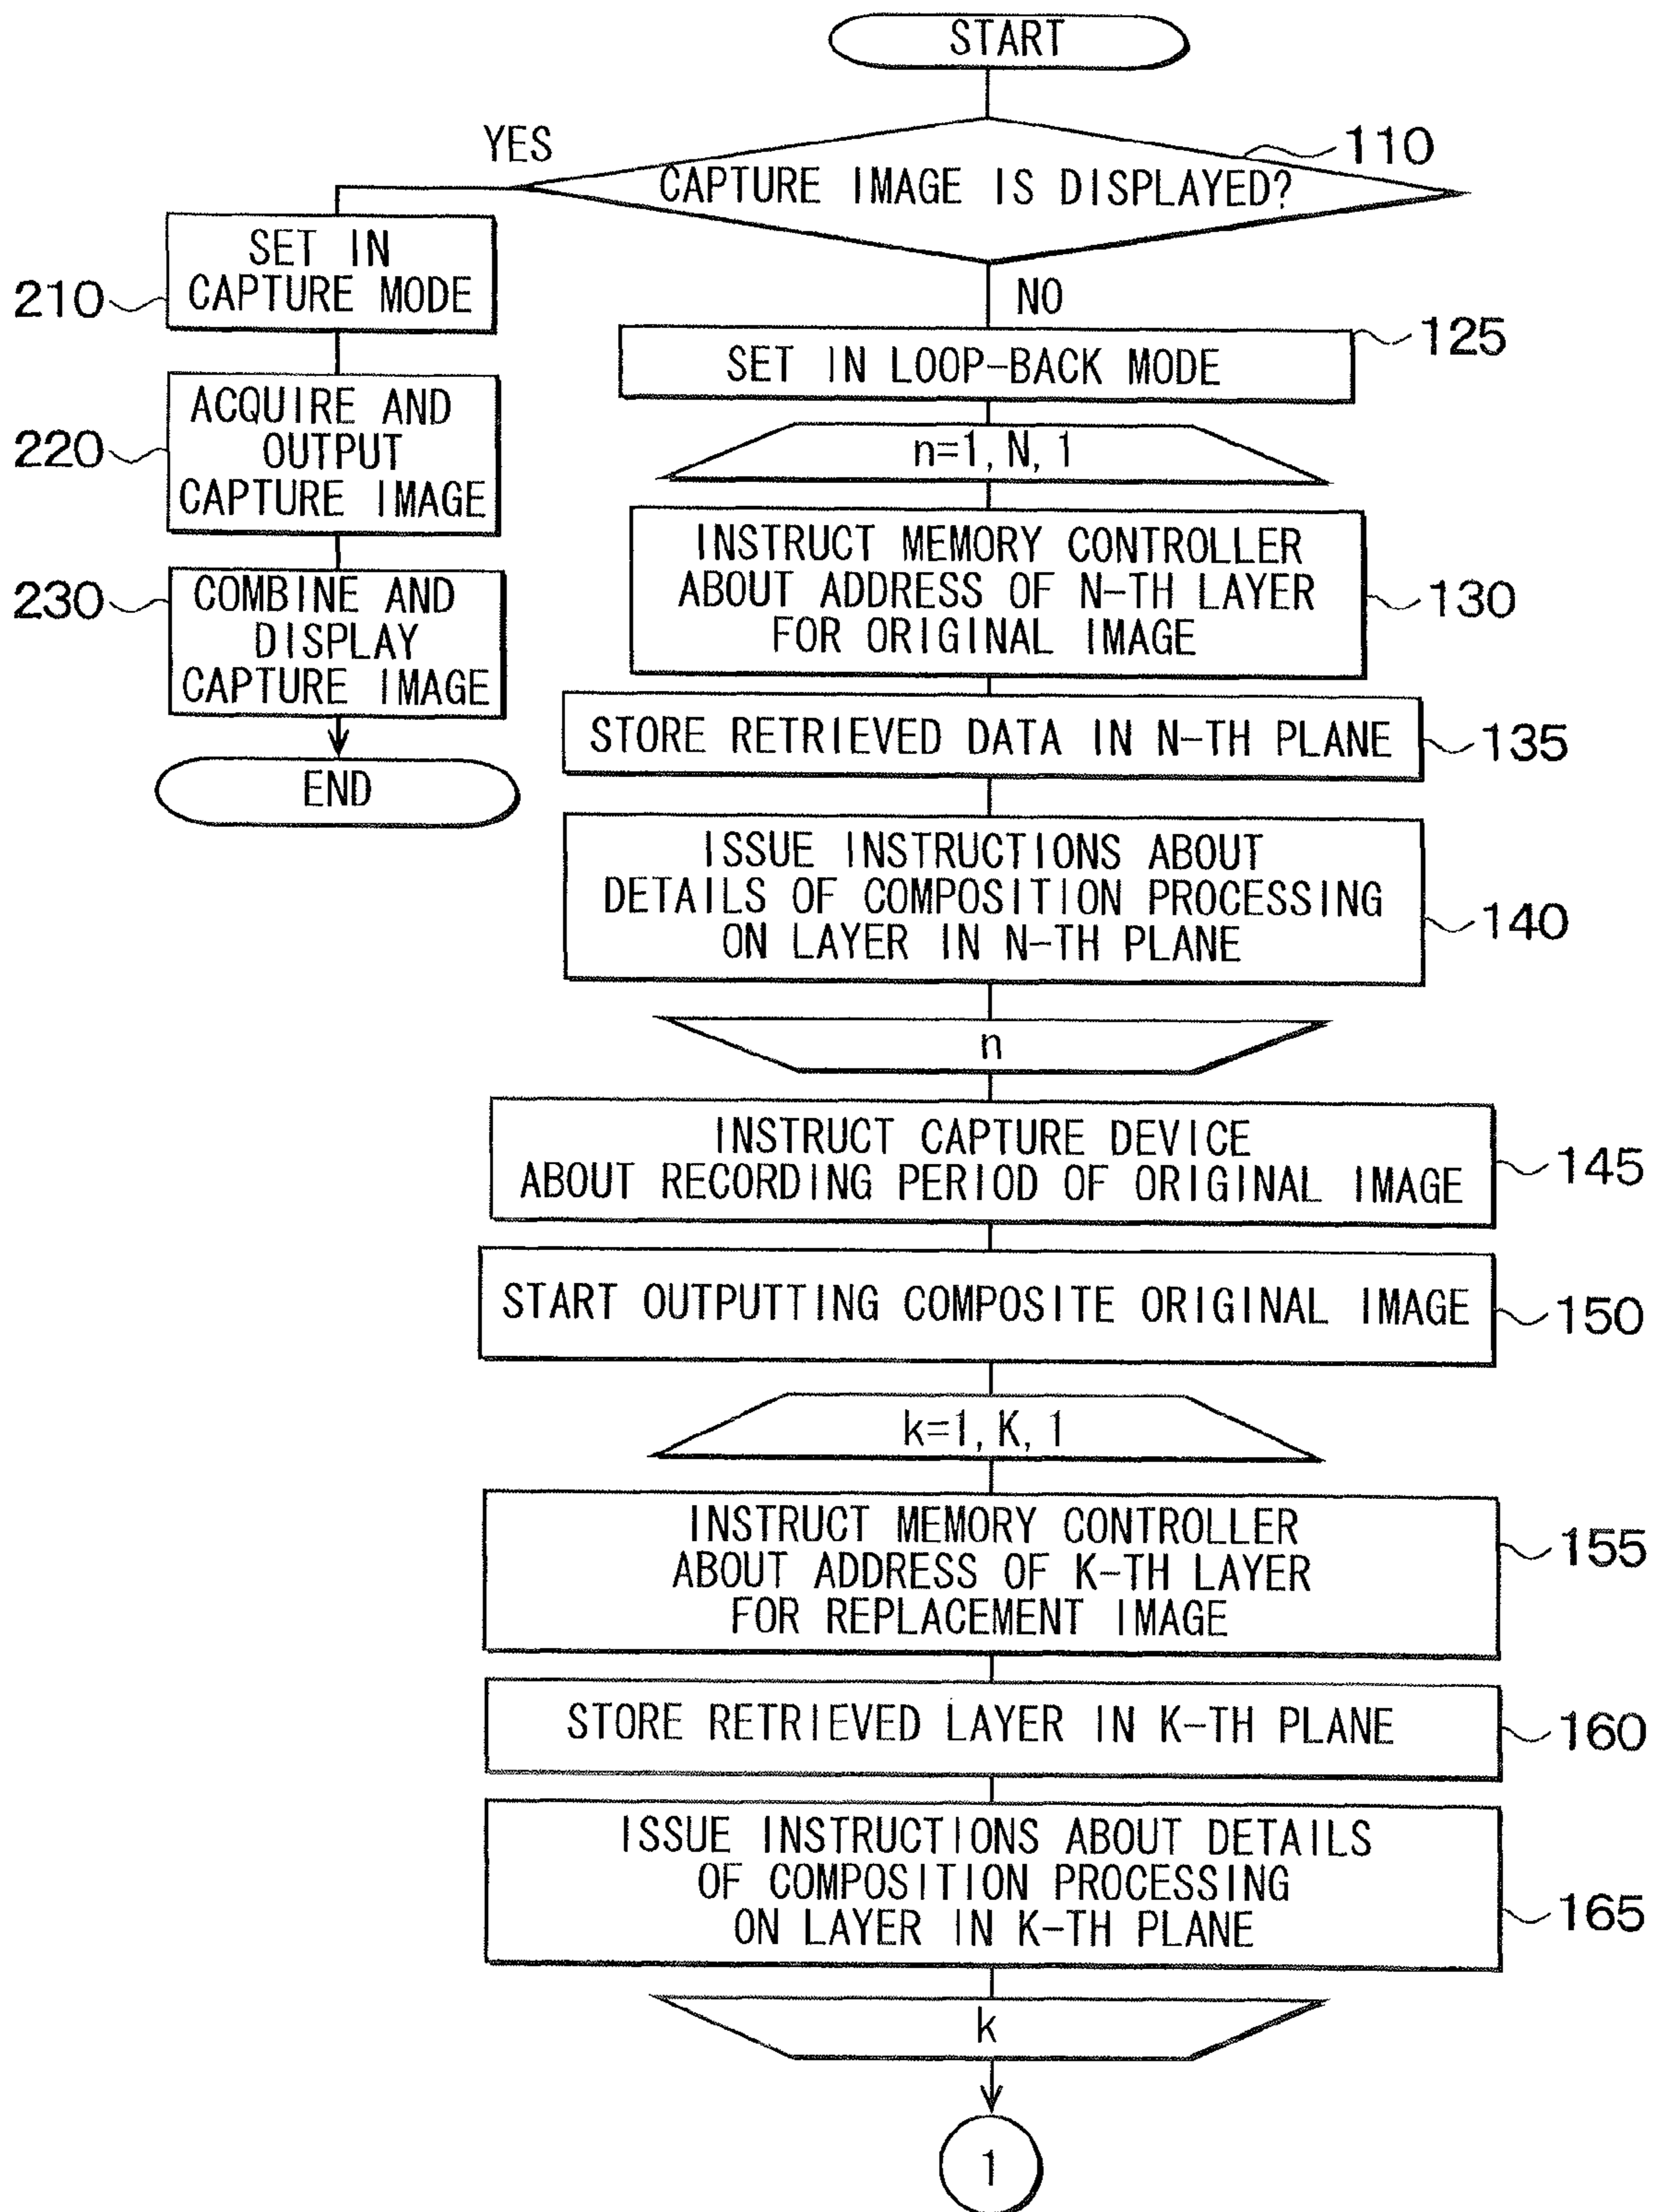 START
YES
CAPTURE IMAGE IS DISPLAYED?
110
SET IN
CAPTURE MODE
210
NO
SET IN LOOP-BACK MODE
125
ACQUIRE AND
OUTPUT
CAPTURE IMAGE
220
n=1, N, 1
COMBINE AND
DISPLAY
CAPTURE IMAGE
230
END
INSTRUCT MEMORY CONTROLLER
ABOUT ADDRESS OF N-TH LAYER
FOR ORIGINAL IMAGE
130
STORE RETRIEVED DATA IN N-TH PLANE
135
ISSUE INSTRUCTIONS ABOUT
DETAILS OF COMPOSITION PROCESSING
ON LAYER IN N-TH PLANE
140
n
INSTRUCT CAPTURE DEVICE
ABOUT RECORDING PERIOD OF ORIGINAL IMAGE
145
START OUTPUTTING COMPOSITE ORIGINAL IMAGE
150
k=1, K, 1
INSTRUCT MEMORY CONTROLLER
ABOUT ADDRESS OF K-TH LAYER
FOR REPLACEMENT IMAGE
155
STORE RETRIEVED LAYER IN K-TH PLANE
160
ISSUE INSTRUCTIONS ABOUT DETAILS
OF COMPOSITION PROCESSING
ON LAYER IN K-TH PLANE
165
k
1